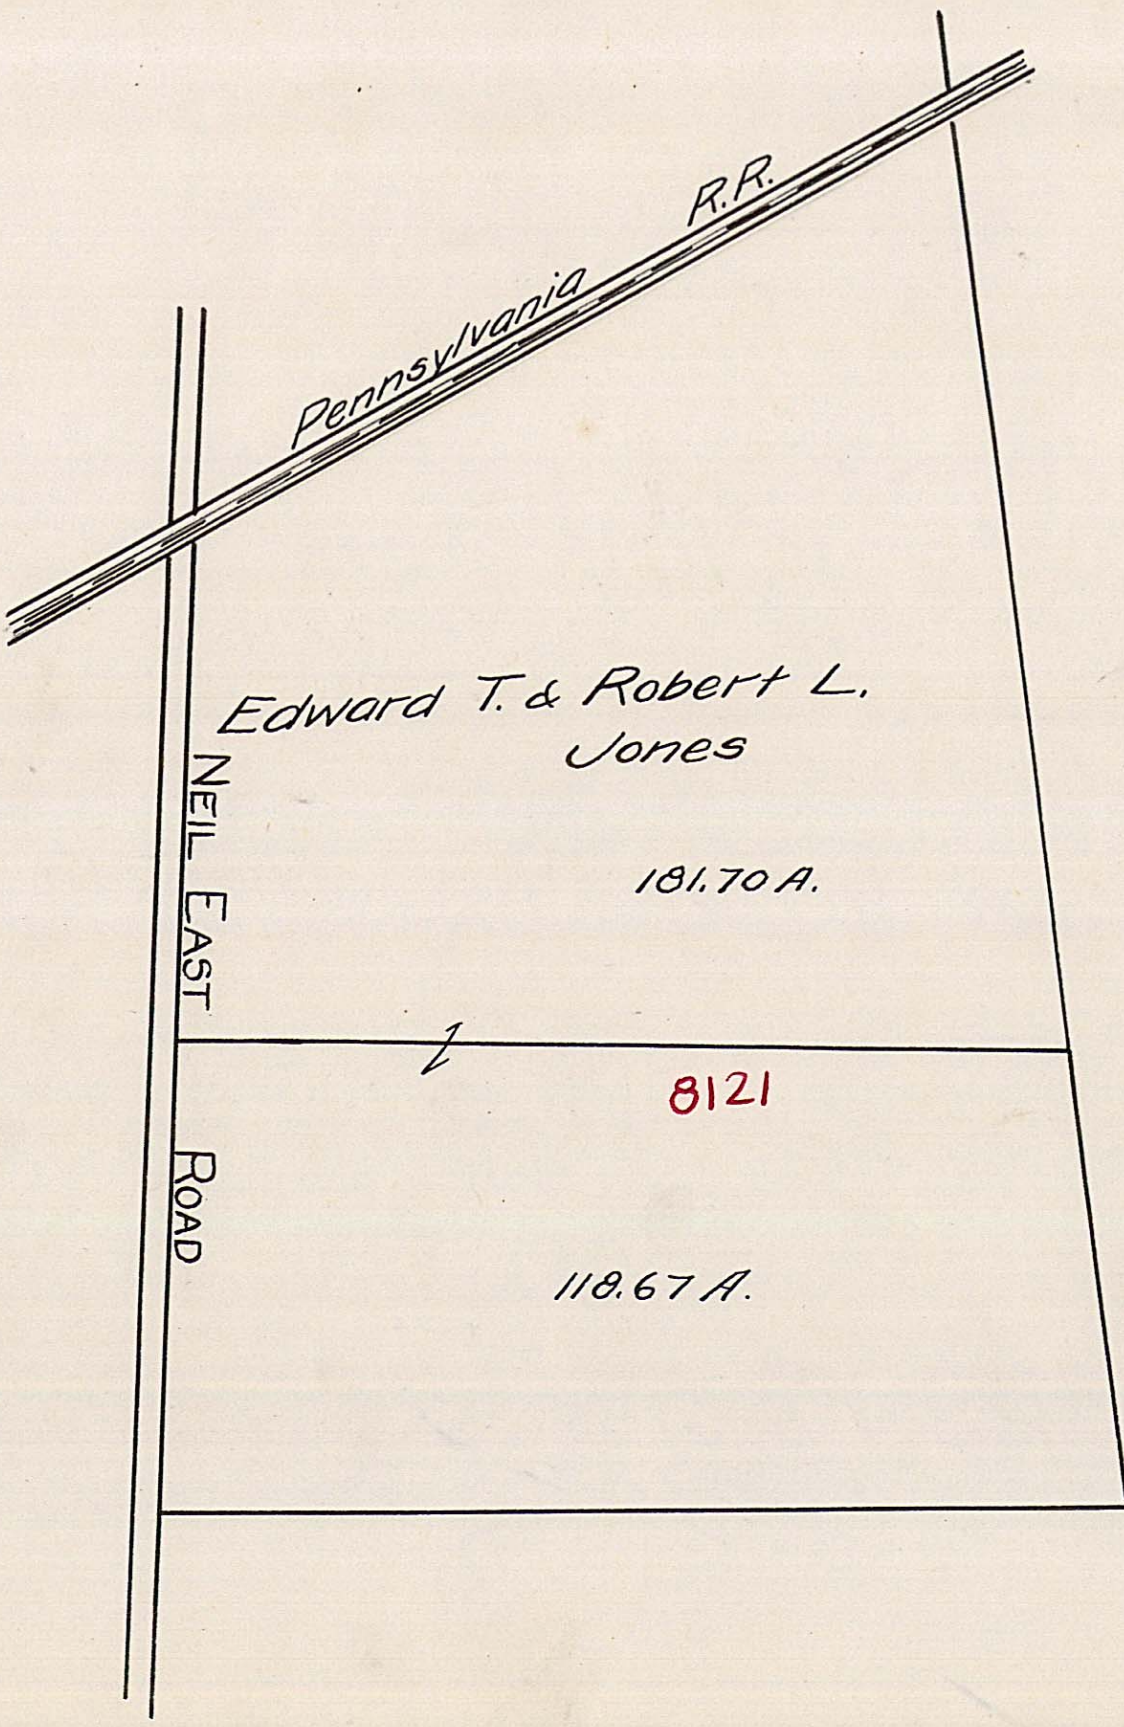 Pennsylvania R.R.
Edward T. & Robert L.
Jones
181.70 A.
NEIL EAST ROAD
8121
118.67 A.